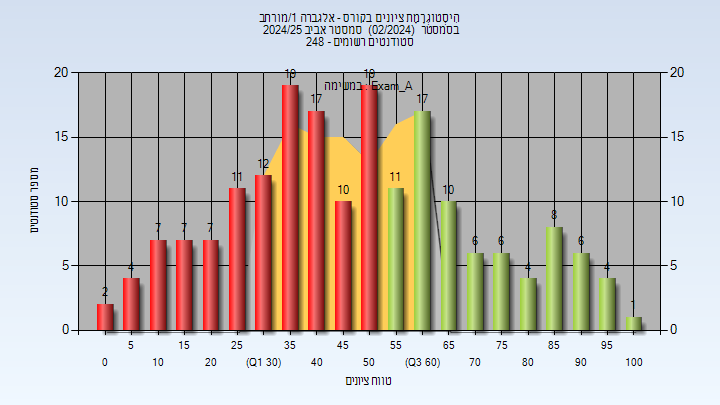 היסטוגרמת ציונים בקורס - אלגברה 1/מורחב
בסמסטר (02/2024) סמסטר אביב 2024/25
סטודנטים רשומים - 248
במשימה : Exam_A
20 19 19 20
17 17
15 15
12
11 11
10 10 10 10
8
7 7 7
6 6 6
5 5
4 4 4
2
1
0 0
מספר סטודנטים
5 15 25 35 45 55 65 75 85 95
0 10 20 (Q1 30) 40 50 (Q3 60) 70 80 90 100
טווח ציונים